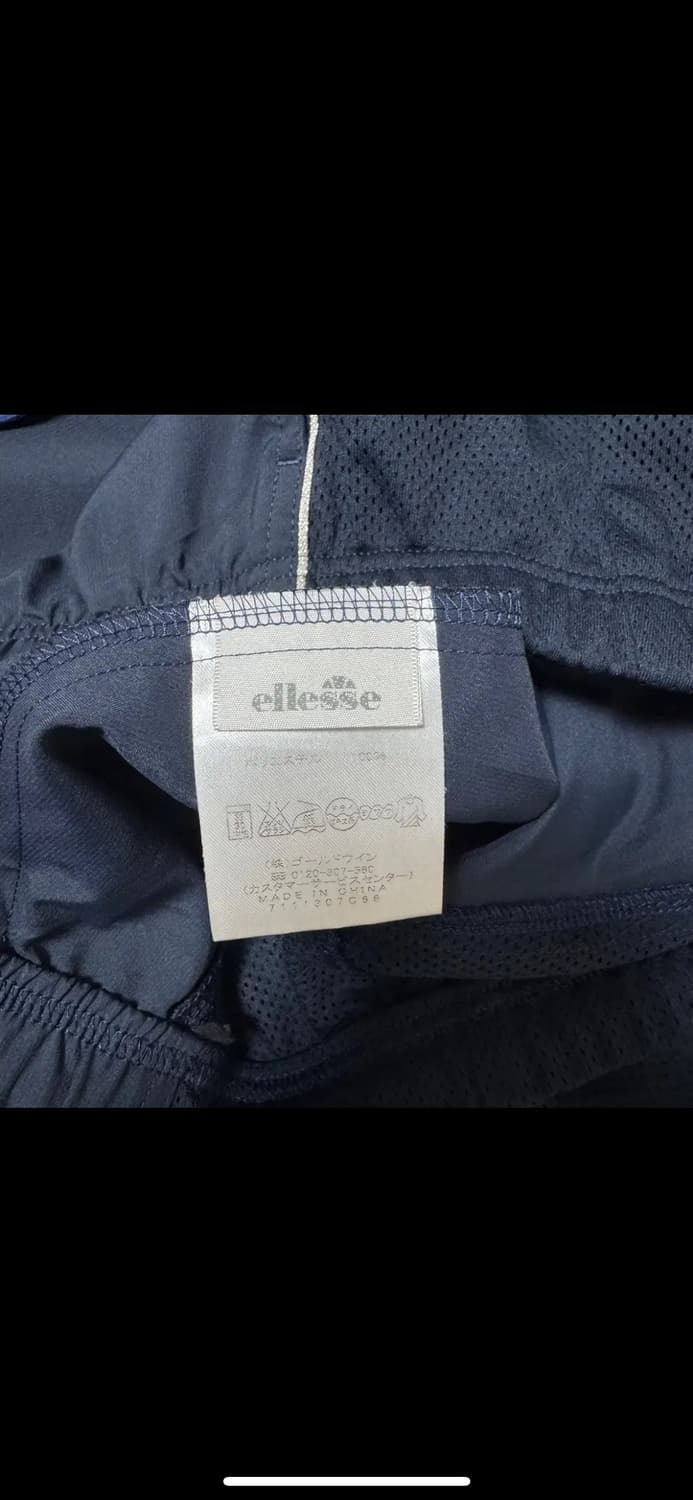 ellesse
ポリエステル 100%
(株)ゴールドウイン
0120-307-560
(カスタマーサービスセンター)
MADE IN CHINA